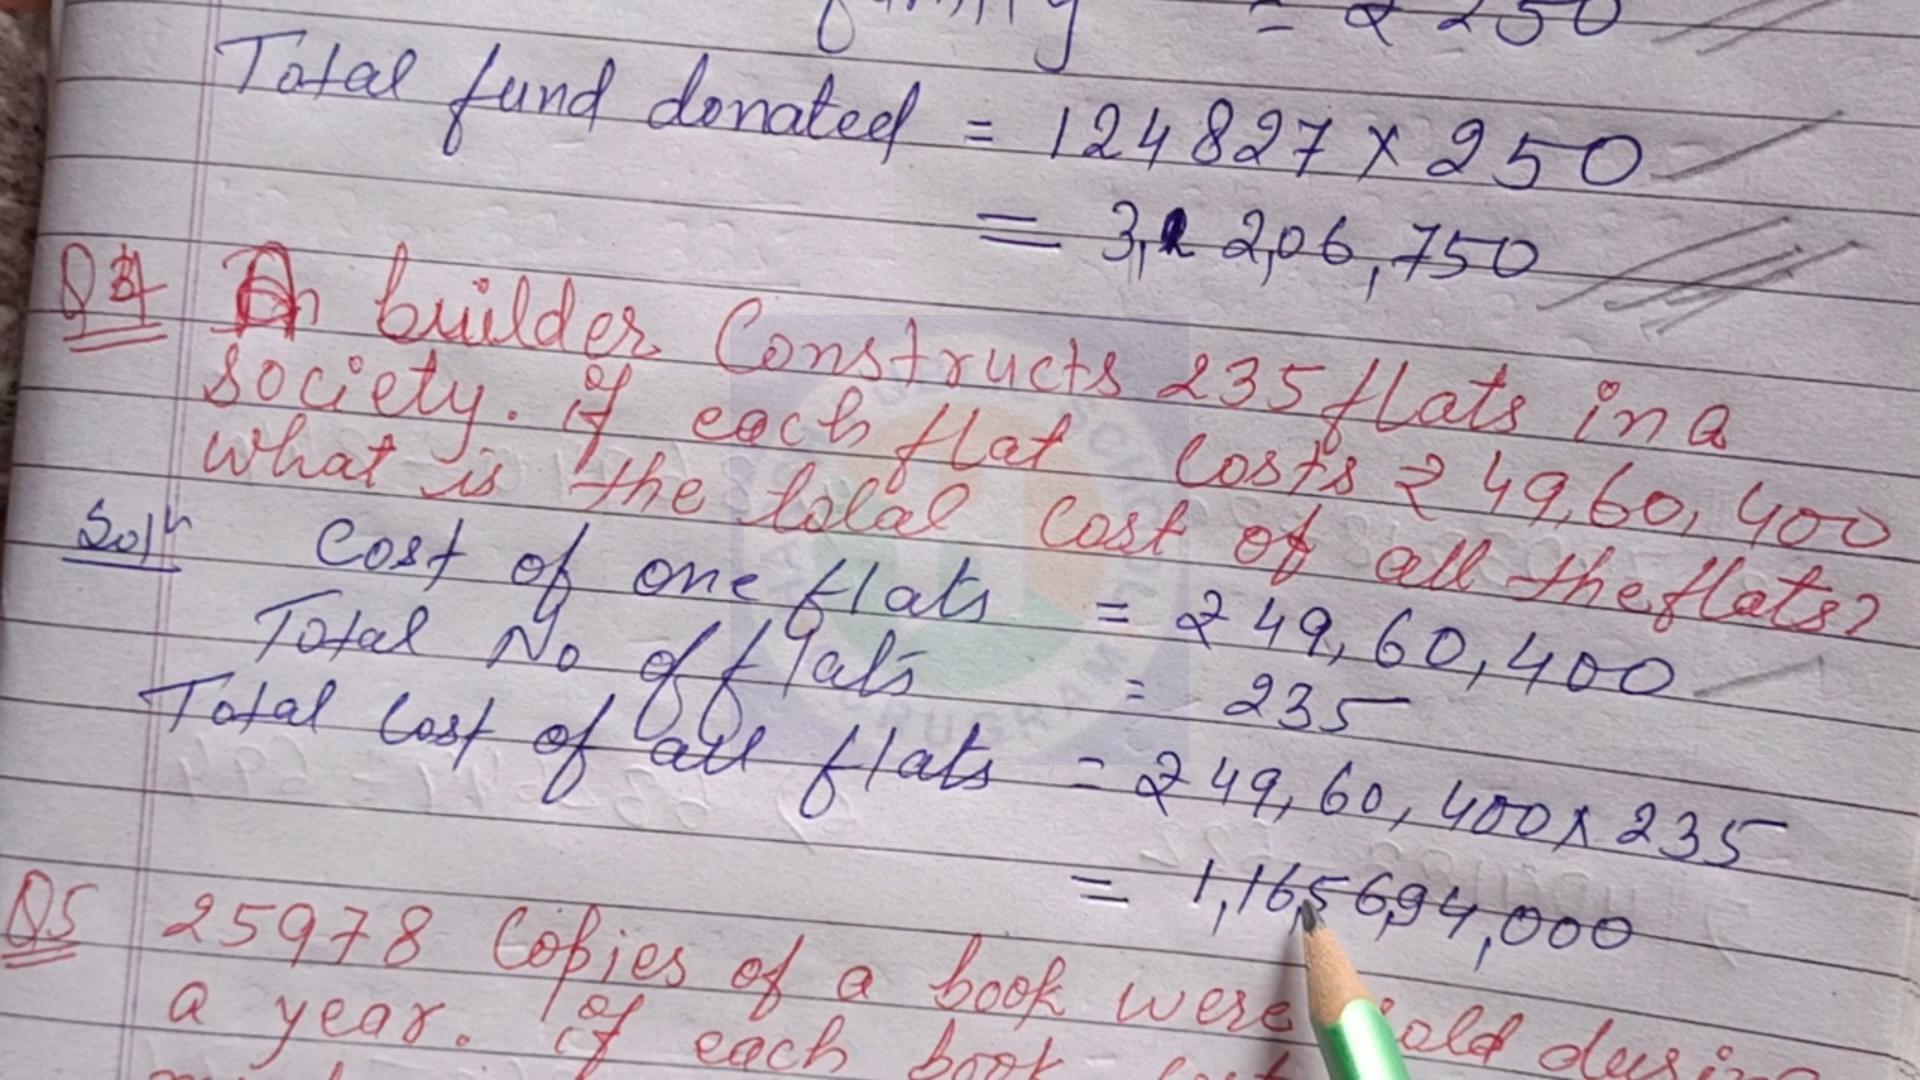 = ₹ 250
Total fund donated = 124827 × 250
= 3,12,06,750
Q4 A builder Constructs 235 flats in a
society. if each flat Costs ₹ 49,60,400
what is the total Cost of all the flats?
Solⁿ Cost of one flats = ₹ 49,60,400
Total No of flats = 235
Total Cost of all flats = ₹ 49,60,400 × 235
= 1,16,56,94,000
Q5 25978 Copies of a book were sold during
a year. if each book